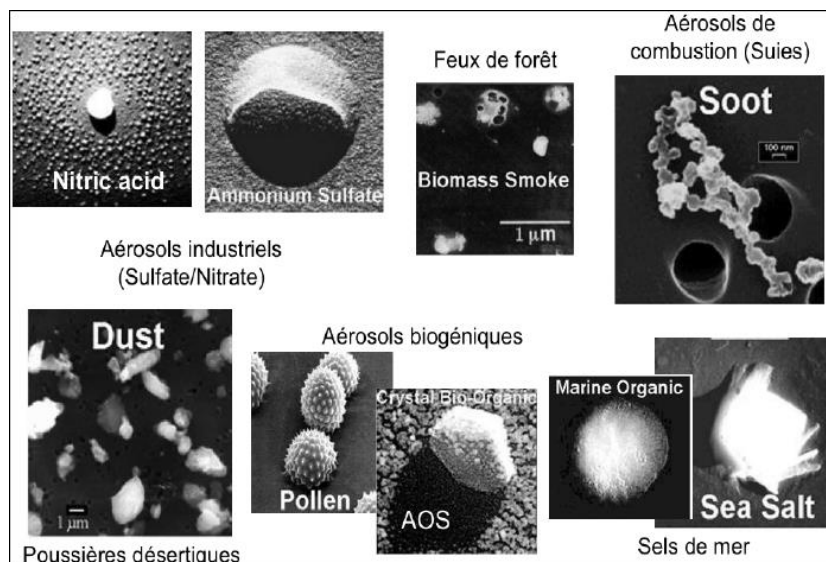 Aérosols de
combustion (Suies)
Feux de forêt
Soot
100 nm
Nitric acid
Ammonium Sulfate
Biomass Smoke
1 µm
Aérosols industriels
(Sulfate/Nitrate)
Dust
Aérosols biogéniques
Crystal Bio-Organic
Marine Organic
Pollen
AOS
Sea Salt
1 µm
Poussières désertiques
Sels de mer